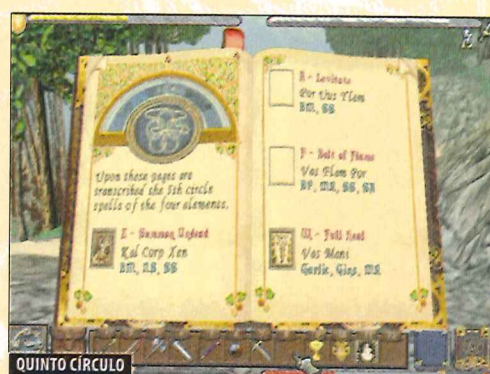 Upon these pages are
transcribed the 5th circle
spells of the four elements.
E - Summon Undead
Kal Corp Xen
BM, SS
A - Levitate
Por Uus Ylem
BM, SS
F - Bolt of Flame
Vas Flam Por
BP, MR, SS, SA
W - Full Heal
Vas Mani
Garlic, Gins, MR
QUINTO CÍRCULO